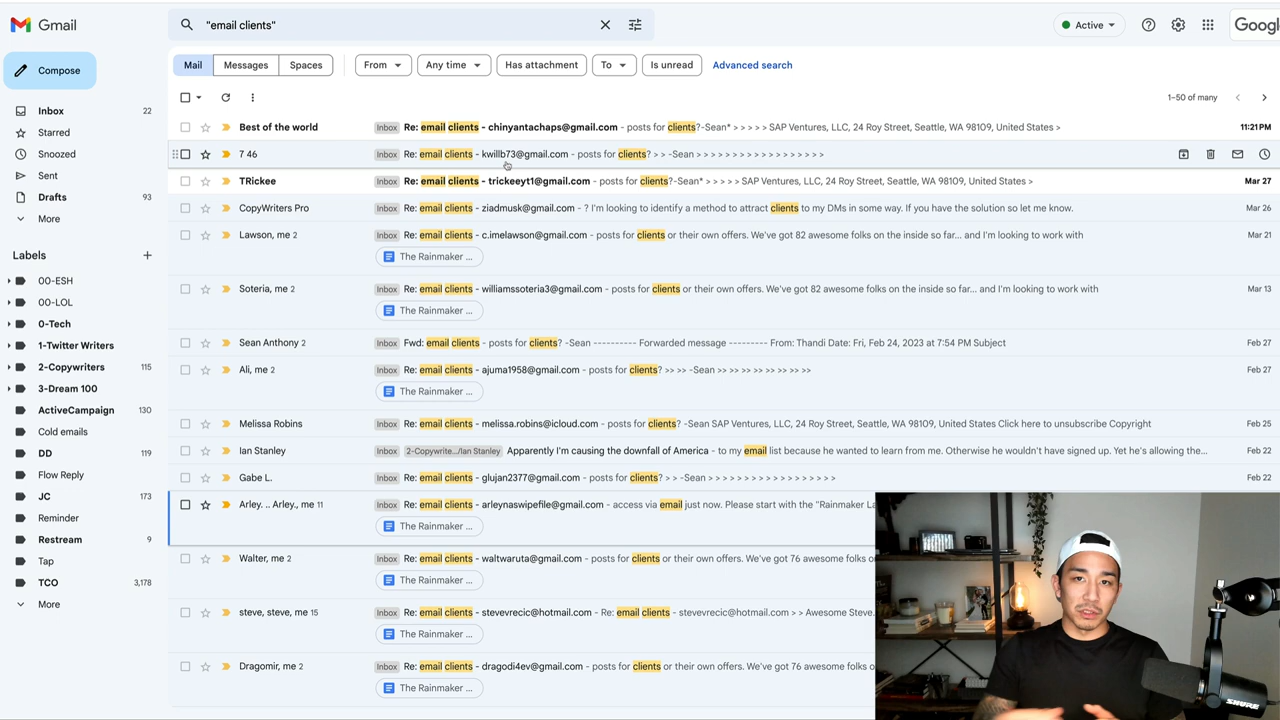 Gmail
"email clients"
Active
Google
Compose
Mail Messages Spaces From Any time Has attachment To Is unread Advanced search
1–50 of many
Inbox 22
Starred
Snoozed
Sent
Drafts 93
More
Labels
00-ESH
00-LOL
0-Tech
1-Twitter Writers
2-Copywriters 115
3-Dream 100
ActiveCampaign 130
Cold emails
DD 119
Flow Reply
JC 173
Reminder
Restream 9
Tap
TCO 3,178
More
Best of the world Inbox Re: email clients - chinyantachaps@gmail.com - posts for clients?-Sean* > > > > > SAP Ventures, LLC, 24 Roy Street, Seattle, WA 98109, United States > 11:21 PM
7 46 Inbox Re: email clients - kwillb73@gmail.com - posts for clients? > > -Sean > > > > > > > > > > > > > > > > > >
TRickee Inbox Re: email clients - trickeeyt1@gmail.com - posts for clients?-Sean* > > > > > SAP Ventures, LLC, 24 Roy Street, Seattle, WA 98109, United States > Mar 27
CopyWriters Pro Inbox Re: email clients - ziadmusk@gmail.com - ? I'm looking to identify a method to attract clients to my DMs in some way. If you have the solution so let me know. Mar 26
Lawson, me 2 Inbox Re: email clients - c.imelawson@gmail.com - posts for clients or their own offers. We've got 82 awesome folks on the inside so far... and I'm looking to work with Mar 21
The Rainmaker ...
Soteria, me 2 Inbox Re: email clients - williamssoteria3@gmail.com - posts for clients or their own offers. We've got 82 awesome folks on the inside so far... and I'm looking to work with Mar 13
The Rainmaker ...
Sean Anthony 2 Inbox Fwd: email clients - posts for clients? -Sean ---------- Forwarded message --------- From: Thandi Date: Fri, Feb 24, 2023 at 7:54 PM Subject Feb 27
Ali, me 2 Inbox Re: email clients - ajuma1958@gmail.com - posts for clients? >> >> -Sean >> >> >> >> >> >> >> >> Feb 27
The Rainmaker ...
Melissa Robins Inbox Re: email clients - melissa.robins@icloud.com - posts for clients? -Sean SAP Ventures, LLC, 24 Roy Street, Seattle, WA 98109, United States Click here to unsubscribe Copyright Feb 25
Ian Stanley Inbox 2-Copywrite.../Ian Stanley Apparently I'm causing the downfall of America - to my email list because he wanted to learn from me. Otherwise he wouldn't have signed up. Yet he's allowing the... Feb 22
Gabe L. Inbox Re: email clients - glujan2377@gmail.com - posts for clients? > > -Sean > > > > > > > > > > > > > > > > > > Feb 22
Arley. .. Arley., me 11 Inbox Re: email clients - arleynaswipefile@gmail.com - access via email just now. Please start with the "Rainmaker La
The Rainmaker ...
Walter, me 2 Inbox Re: email clients - waltwaruta@gmail.com - posts for clients or their own offers. We've got 76 awesome folks o
The Rainmaker ...
steve, steve, me 15 Inbox Re: email clients - stevevrecic@hotmail.com - Re: email clients - stevevrecic@hotmail.com > > Awesome Steve.
The Rainmaker ...
Dragomir, me 2 Inbox Re: email clients - dragodi4ev@gmail.com - posts for clients or their own offers. We've got 76 awesome folks o
The Rainmaker ...
SHURE